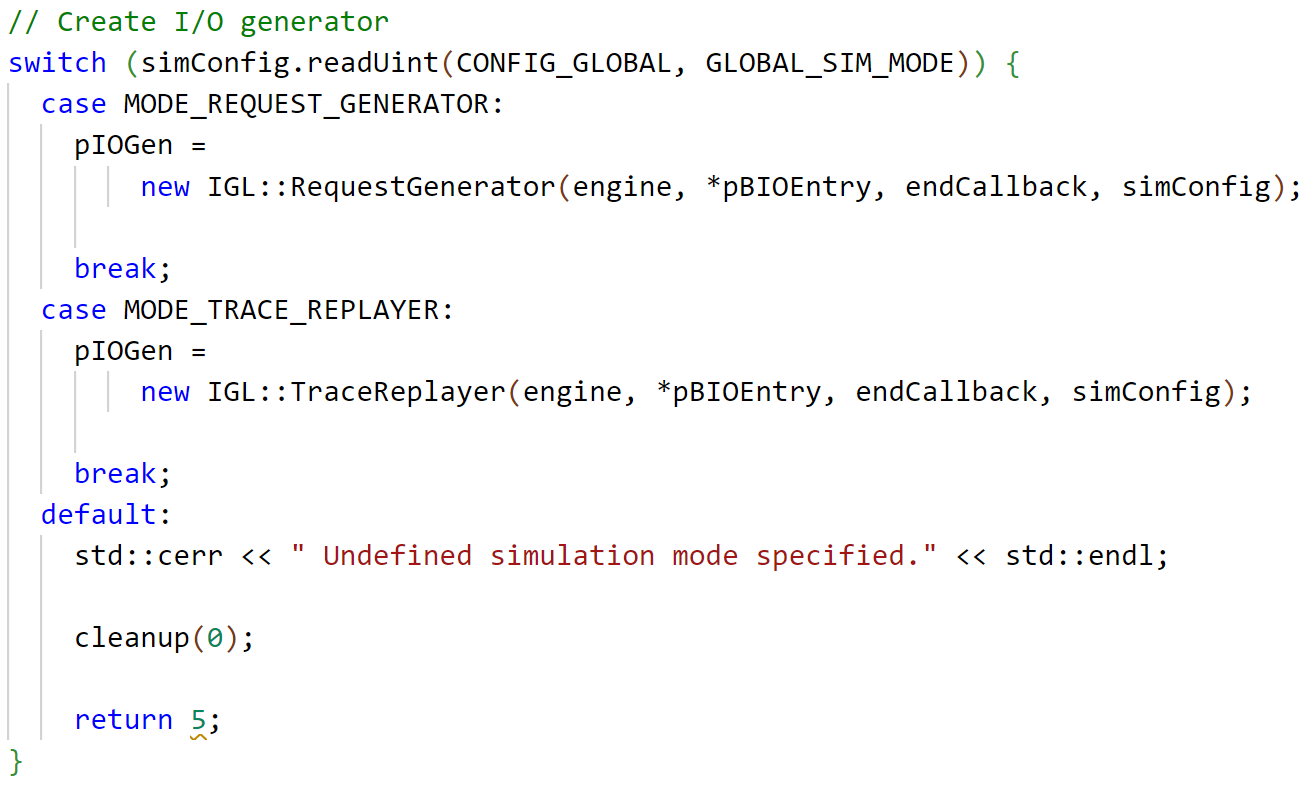 // Create I/O generator
switch (simConfig.readUint(CONFIG_GLOBAL, GLOBAL_SIM_MODE)) {
  case MODE_REQUEST_GENERATOR:
    pIOGen =
        new IGL::RequestGenerator(engine, *pBIOEntry, endCallback, simConfig);

    break;
  case MODE_TRACE_REPLAYER:
    pIOGen =
        new IGL::TraceReplayer(engine, *pBIOEntry, endCallback, simConfig);

    break;
  default:
    std::cerr << " Undefined simulation mode specified." << std::endl;

    cleanup(0);

    return 5;
}